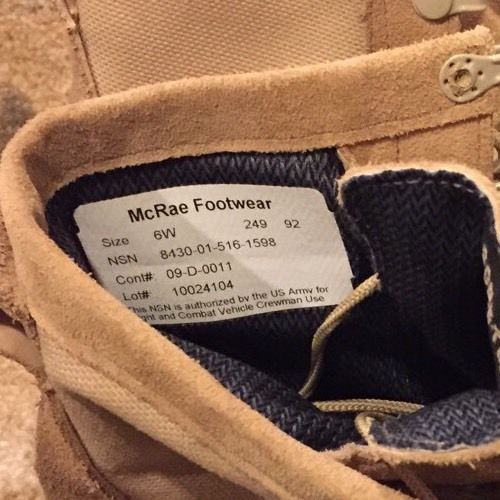 McRae Footwear
Size 6W 249 92
NSN 8430-01-516-1598
Cont# 09-D-0011
Lot# 10024104
This NSN is authorized by the US Army for
and Combat Vehicle Crewman Use